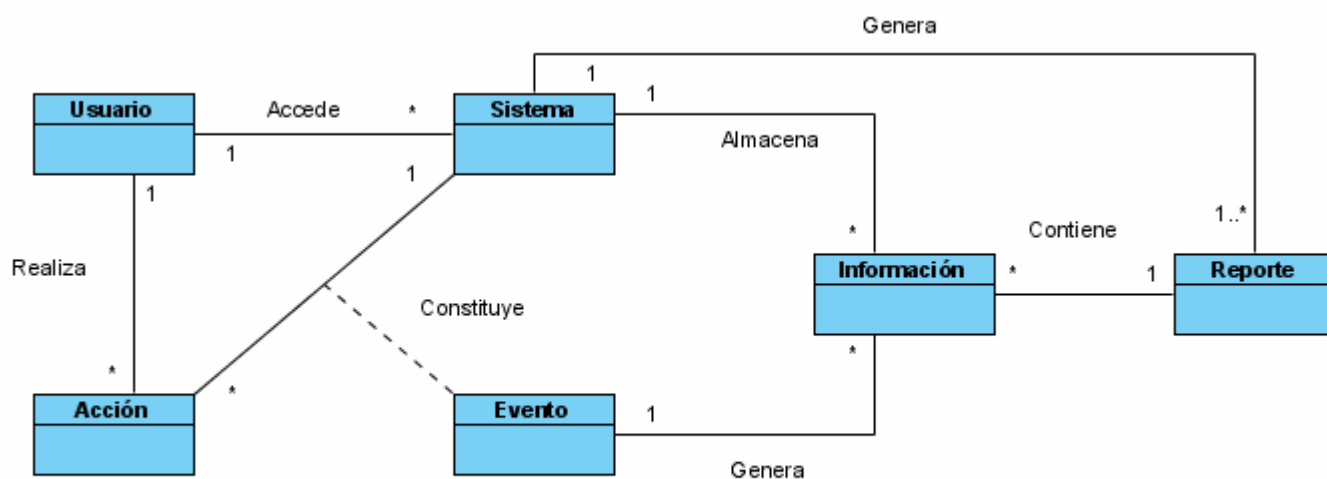 Genera
1
1
Usuario
Accede
*
Sistema
1
1
Almacena
1
1..*
Realiza
*
Contiene
Información
*
1
Reporte
Constituye
*
*
*
Acción
Evento
1
Genera